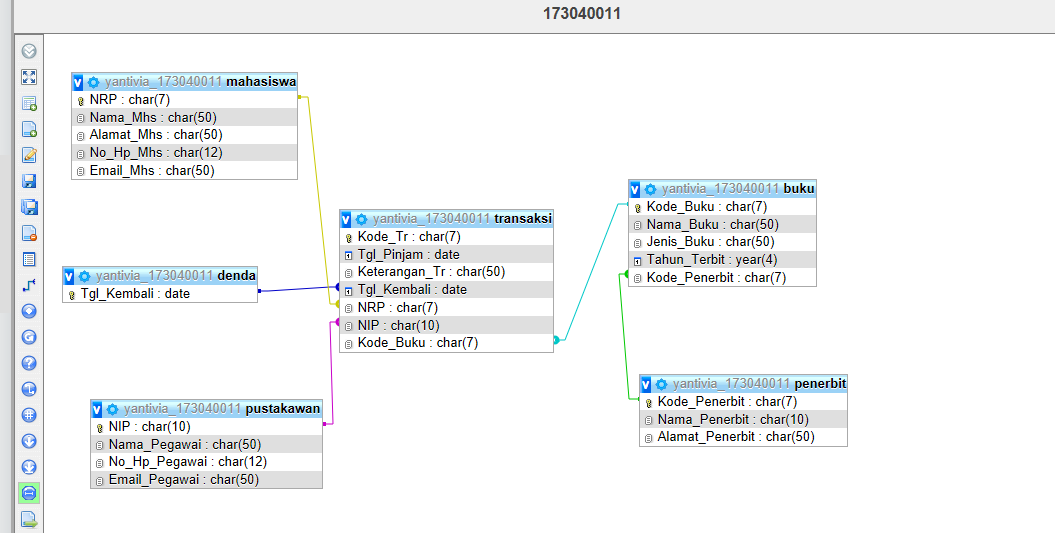 173040011
yantivia_173040011 mahasiswa
NRP : char(7)
Nama_Mhs : char(50)
Alamat_Mhs : char(50)
No_Hp_Mhs : char(12)
Email_Mhs : char(50)
yantivia_173040011 buku
Kode_Buku : char(7)
Nama_Buku : char(50)
Jenis_Buku : char(50)
Tahun_Terbit : year(4)
Kode_Penerbit : char(7)
yantivia_173040011 transaksi
Kode_Tr : char(7)
Tgl_Pinjam : date
Keterangan_Tr : char(50)
Tgl_Kembali : date
NRP : char(7)
NIP : char(10)
Kode_Buku : char(7)
yantivia_173040011 denda
Tgl_Kembali : date
yantivia_173040011 penerbit
Kode_Penerbit : char(7)
Nama_Penerbit : char(10)
Alamat_Penerbit : char(50)
yantivia_173040011 pustakawan
NIP : char(10)
Nama_Pegawai : char(50)
No_Hp_Pegawai : char(12)
Email_Pegawai : char(50)